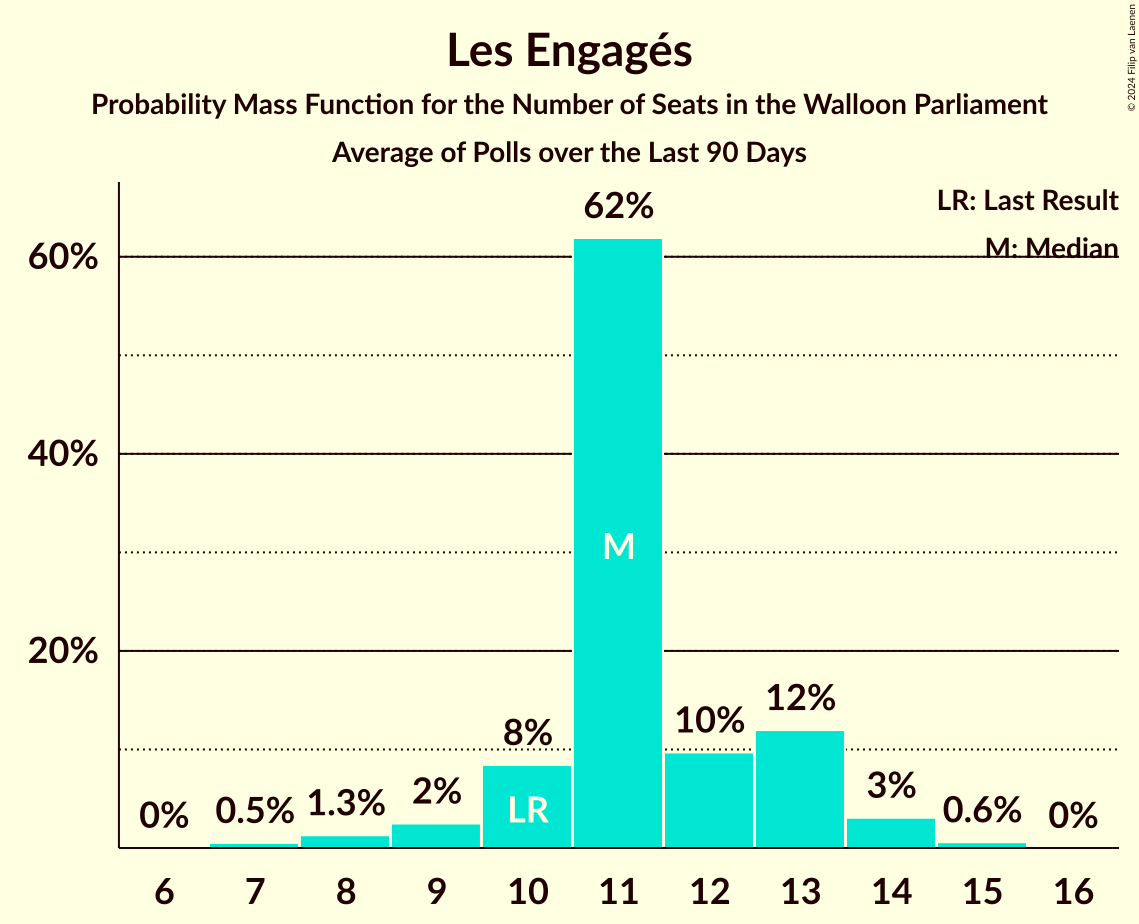 Les Engagés
Probability Mass Function for the Number of Seats in the Walloon Parliament
Average of Polls over the Last 90 Days
© 2024 Filip van Laenen
LR: Last Result
M: Median
60%
40%
20%
0%
0.5%
1.3%
2%
8%
62%
10%
12%
3%
0.6%
0%
M
LR
6 7 8 9 10 11 12 13 14 15 16